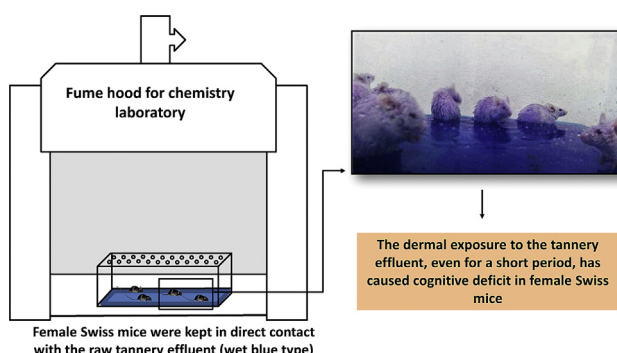 Fume hood for chemistry
laboratory
The dermal exposure to the tannery
effluent, even for a short period, has
caused cognitive deficit in female Swiss
mice
Female Swiss mice were kept in direct contact
with the raw tannery effluent (wet blue type)